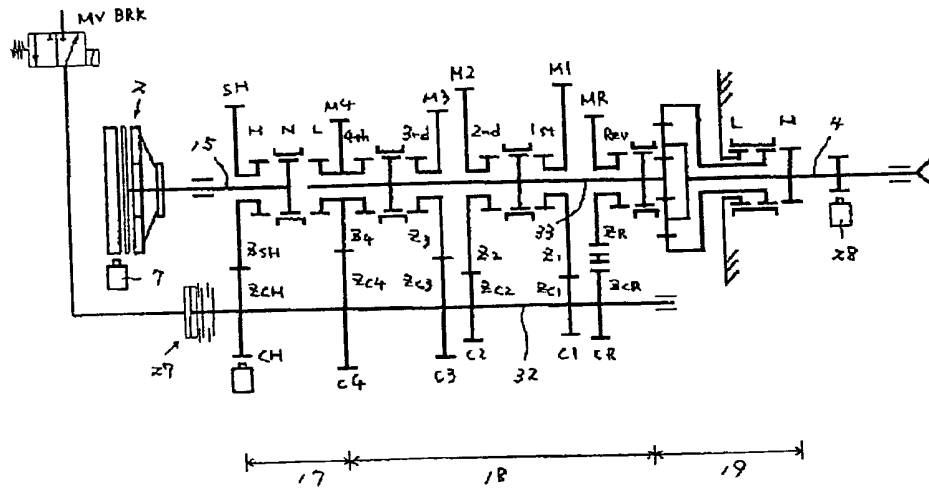 MV BRK
2
SH
M4
M3
M2
M1
MR
H
N
L
4th
3rd
2nd
1st
Rev
L
H
4
15
33
7
28
ZSH
Z4
Z3
Z2
Z1
ZR
ZCH
ZC4
ZC3
ZC2
ZC1
ZCR
27
CH
C4
C3
C2
C1
CR
32
17
18
19